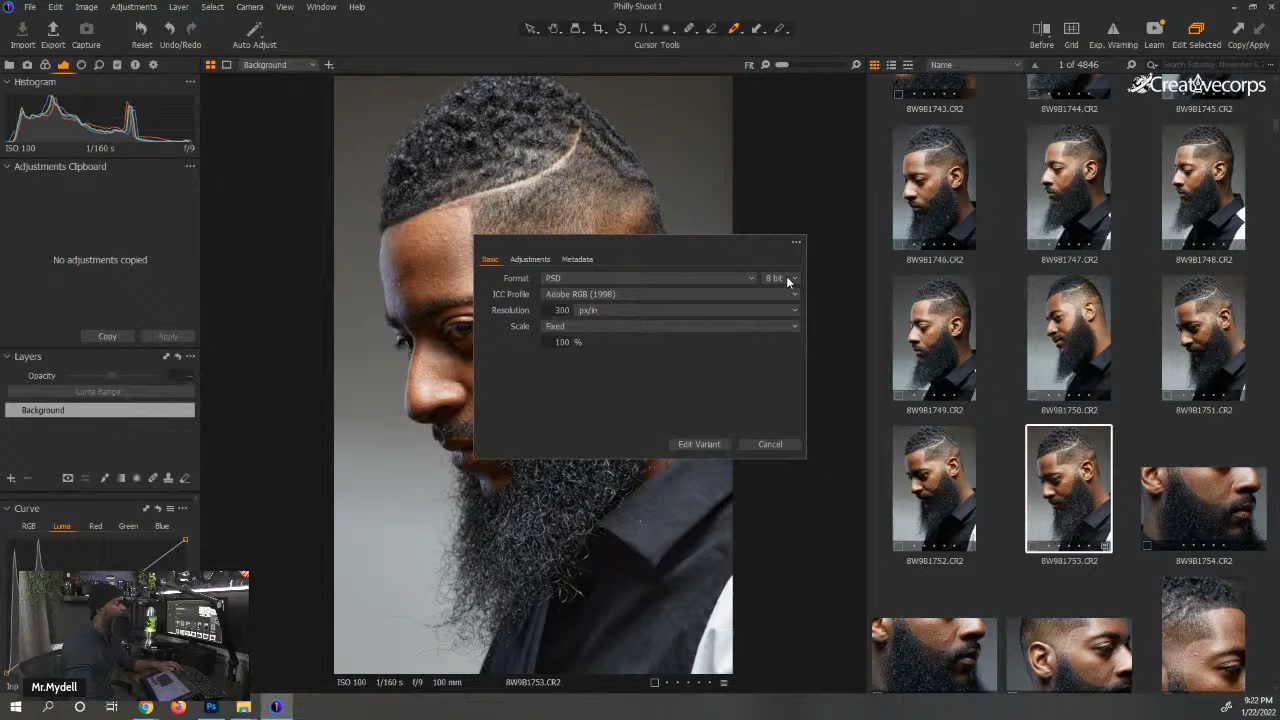 File Edit Image Adjustments Layer Select Camera View Window Help
Philly Shoot1
Import Export Capture Reset Undo/Redo Auto Adjust
Cursor Tools
Before Grid Exp. Warning Learn Edit Selected Copy/Apply
Background
Fit
Name
1 of 4846
Creativecorps
Histogram
ISO 100 1/160 s f/9
Adjustments Clipboard
No adjustments copied
Copy Apply
Layers
Opacity
Luma Range...
Background
Curve
RGB Luma Red Green Blue
Mr.Mydell
Basic Adjustments Metadata
Format PSD 8 bit
ICC Profile Adobe RGB (1998)
Resolution 300 px/in
Scale Fixed
100 %
Edit Variant Cancel
ISO 100 1/160 s f/9 100 mm 8W9B1753.CR2
8W9B1743.CR2 8W9B1744.CR2 8W9B1745.CR2
8W9B1746.CR2 8W9B1747.CR2 8W9B1748.CR2
8W9B1749.CR2 8W9B1750.CR2 8W9B1751.CR2
8W9B1752.CR2 8W9B1753.CR2 8W9B1754.CR2
9:22 PM
1/22/2022